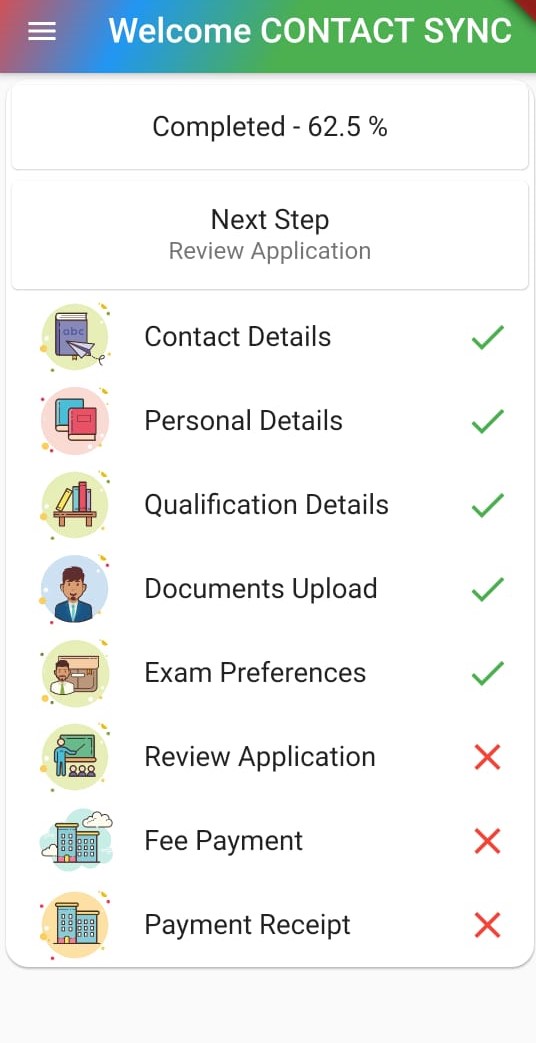 Welcome CONTACT SYNC
Completed - 62.5 %
Next Step
Review Application
abc
Contact Details
Personal Details
Qualification Details
Documents Upload
Exam Preferences
Review Application
Fee Payment
Payment Receipt